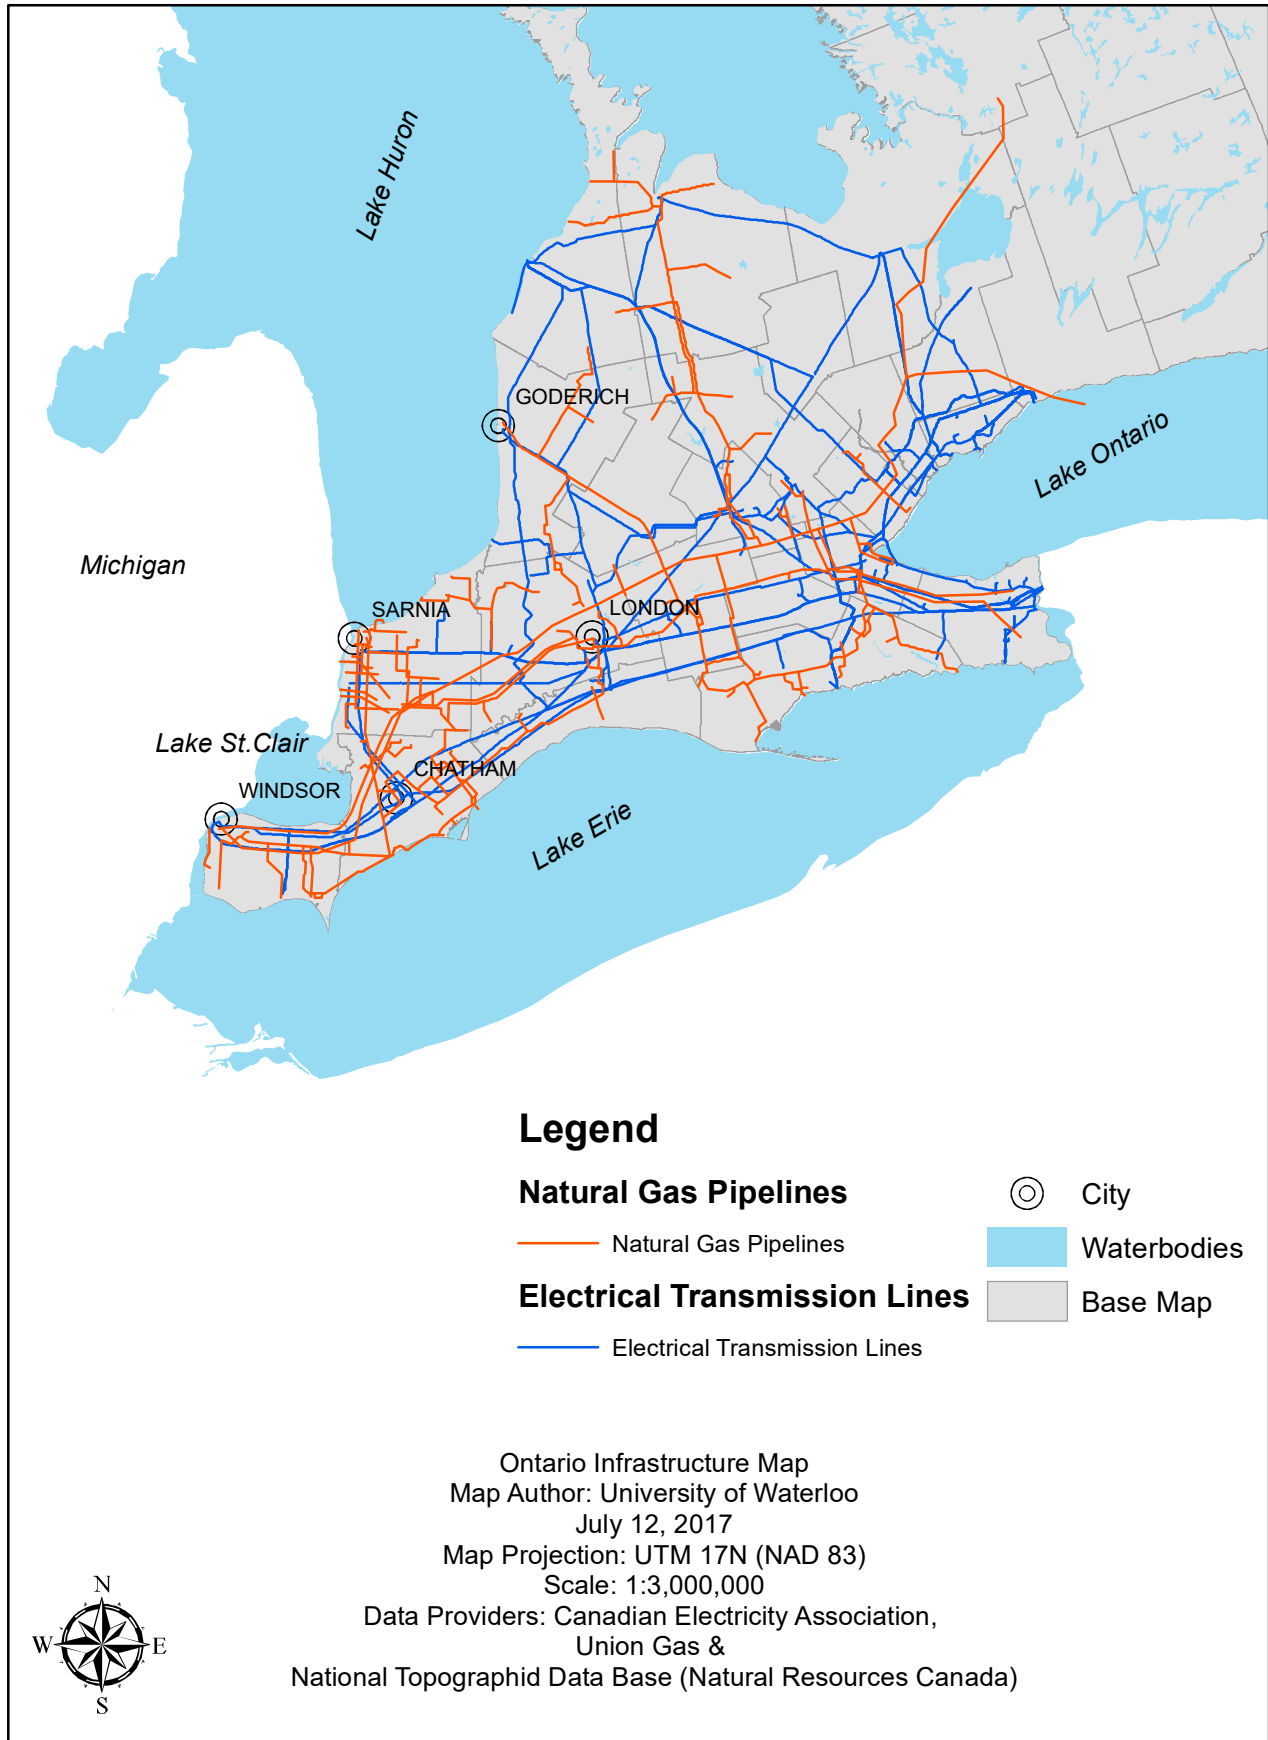 Lake Huron
GODERICH
Lake Ontario
Michigan
SARNIA
LONDON
Lake St.Clair
CHATHAM
WINDSOR
Lake Erie
Legend
Natural Gas Pipelines
Natural Gas Pipelines
Electrical Transmission Lines
Electrical Transmission Lines
City
Waterbodies
Base Map
Ontario Infrastructure Map
Map Author: University of Waterloo
July 12, 2017
Map Projection: UTM 17N (NAD 83)
Scale: 1:3,000,000
Data Providers: Canadian Electricity Association,
Union Gas &
National Topographid Data Base (Natural Resources Canada)
N
W E
S